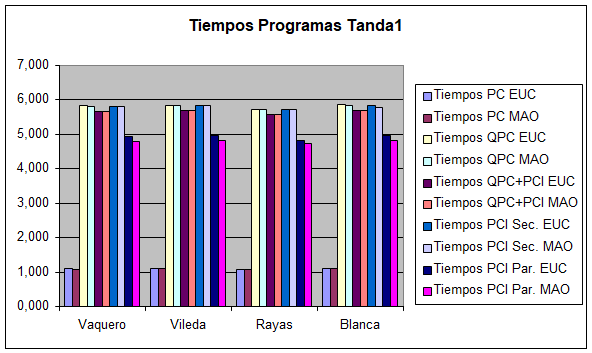 Tiempos Programas Tanda1
7,000
6,000
5,000
4,000
3,000
2,000
1,000
0,000
Vaquero Vileda Rayas Blanca
Tiempos PC EUC
Tiempos PC MAO
Tiempos QPC EUC
Tiempos QPC MAO
Tiempos QPC+PCI EUC
Tiempos QPC+PCI MAO
Tiempos PCI Sec. EUC
Tiempos PCI Sec. MAO
Tiempos PCI Par. EUC
Tiempos PCI Par. MAO